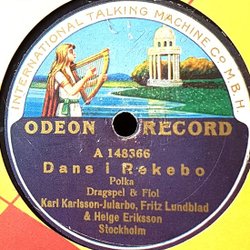 INTERNATIONAL TALKING MACHINE Co M.B.H.
ODEON RECORD
A 148366
Dans i Rekebo
Polka
Dragspel & Fiol
Karl Karlsson-Jularbo, Fritz Lundblad
& Helge Eriksson
Stockholm